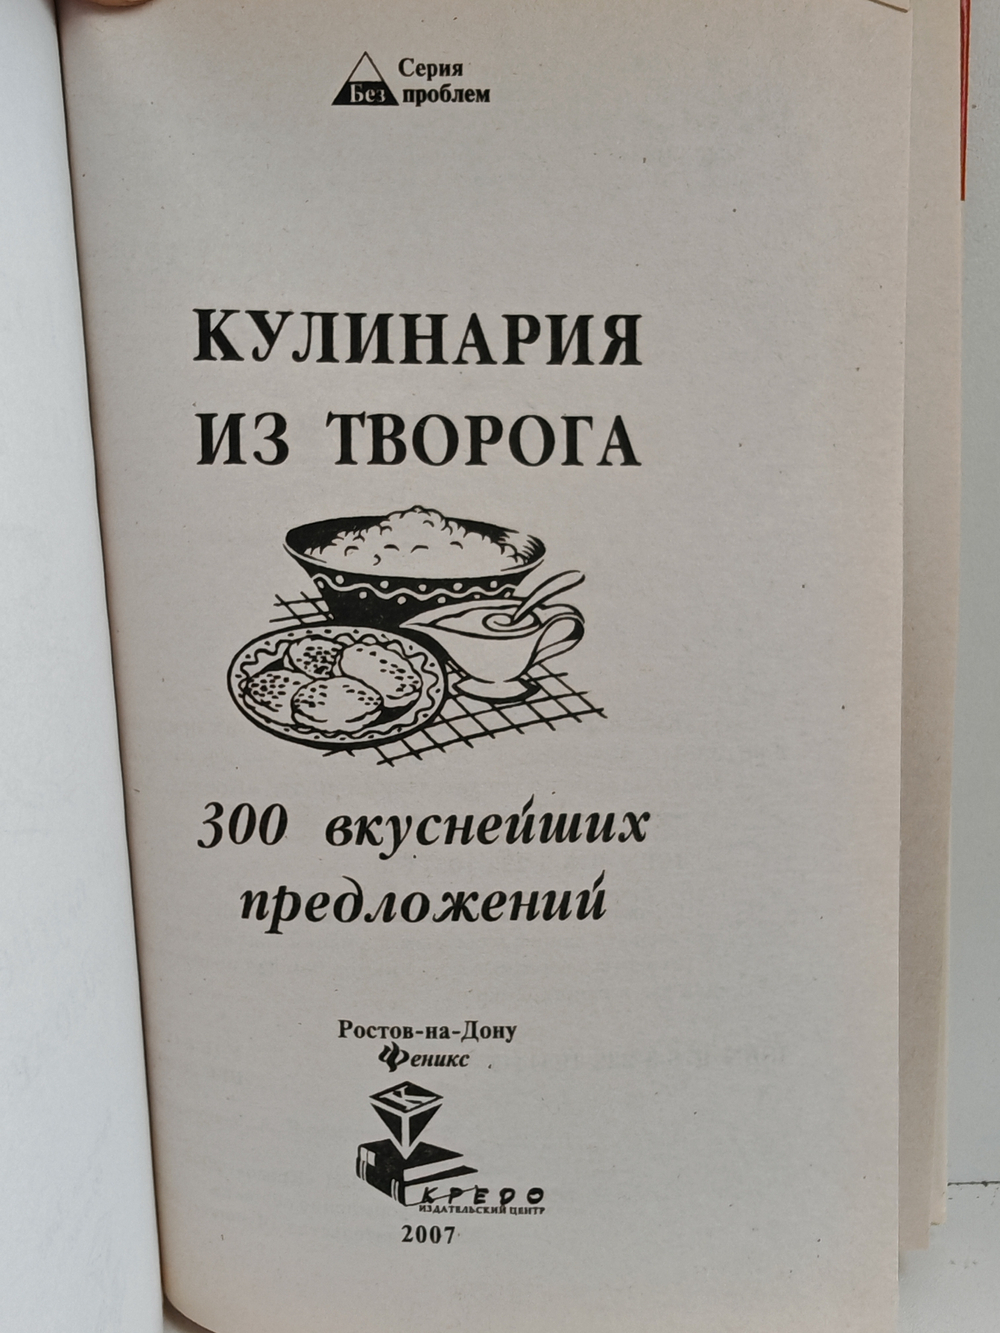 Серия
Без проблем
КУЛИНАРИЯ
ИЗ ТВОРОГА
300 вкуснейших
предложений
Ростов-на-Дону
Феникс
К
КРЕДО
ИЗДАТЕЛЬСКИЙ ЦЕНТР
2007